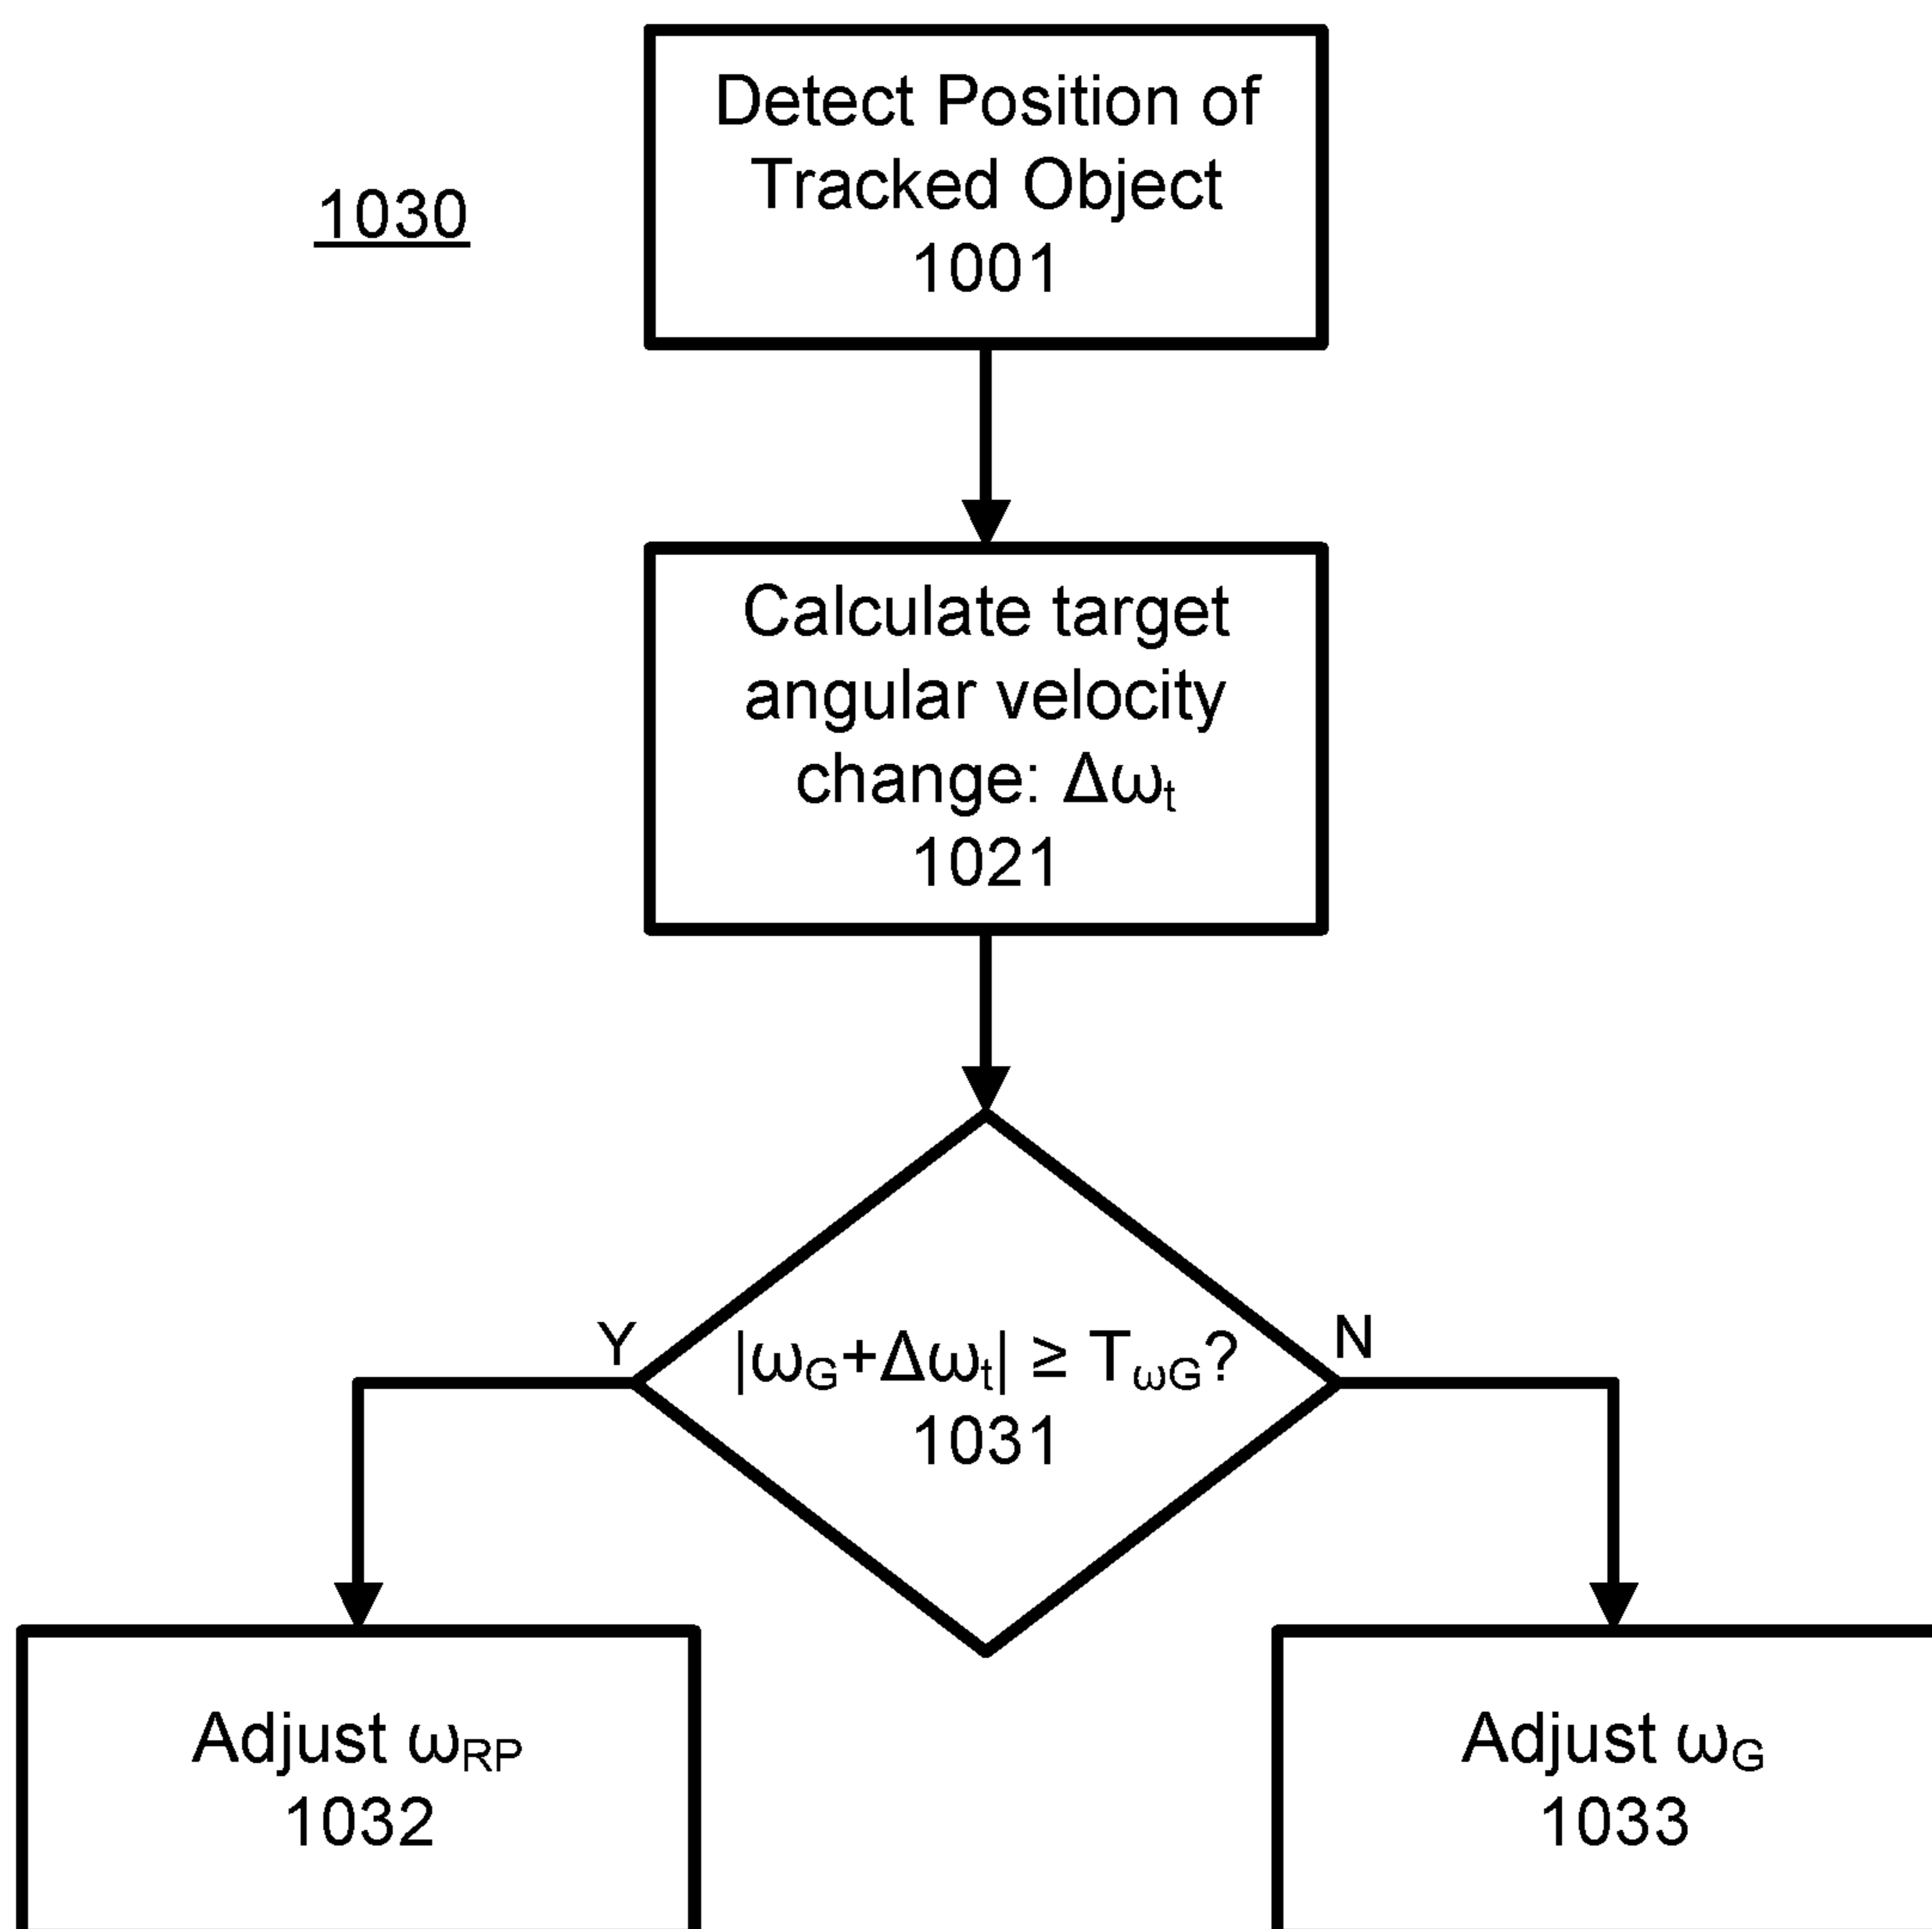 1030
Detect Position of
Tracked Object
1001
Calculate target
angular velocity
change: Δωt
1021
Y
|ωG+Δωt| ≥ TωG?
1031
N
Adjust ωRP
1032
Adjust ωG
1033